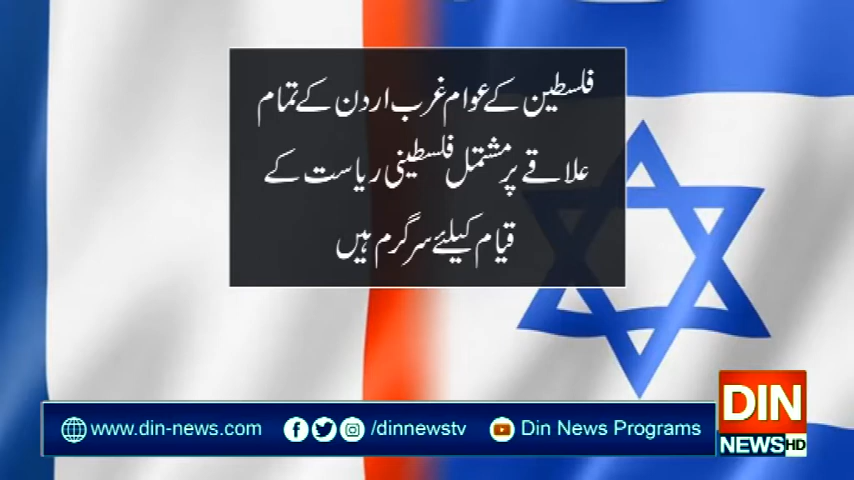 فلسطین کے عوام غرب اردن کے تمام
علاقے پر مشتمل فلسطینی ریاست کے
قیام کیلئے سرگرم ہیں
www.din-news.com /dinnewstv Din News Programs
DIN
NEWS HD